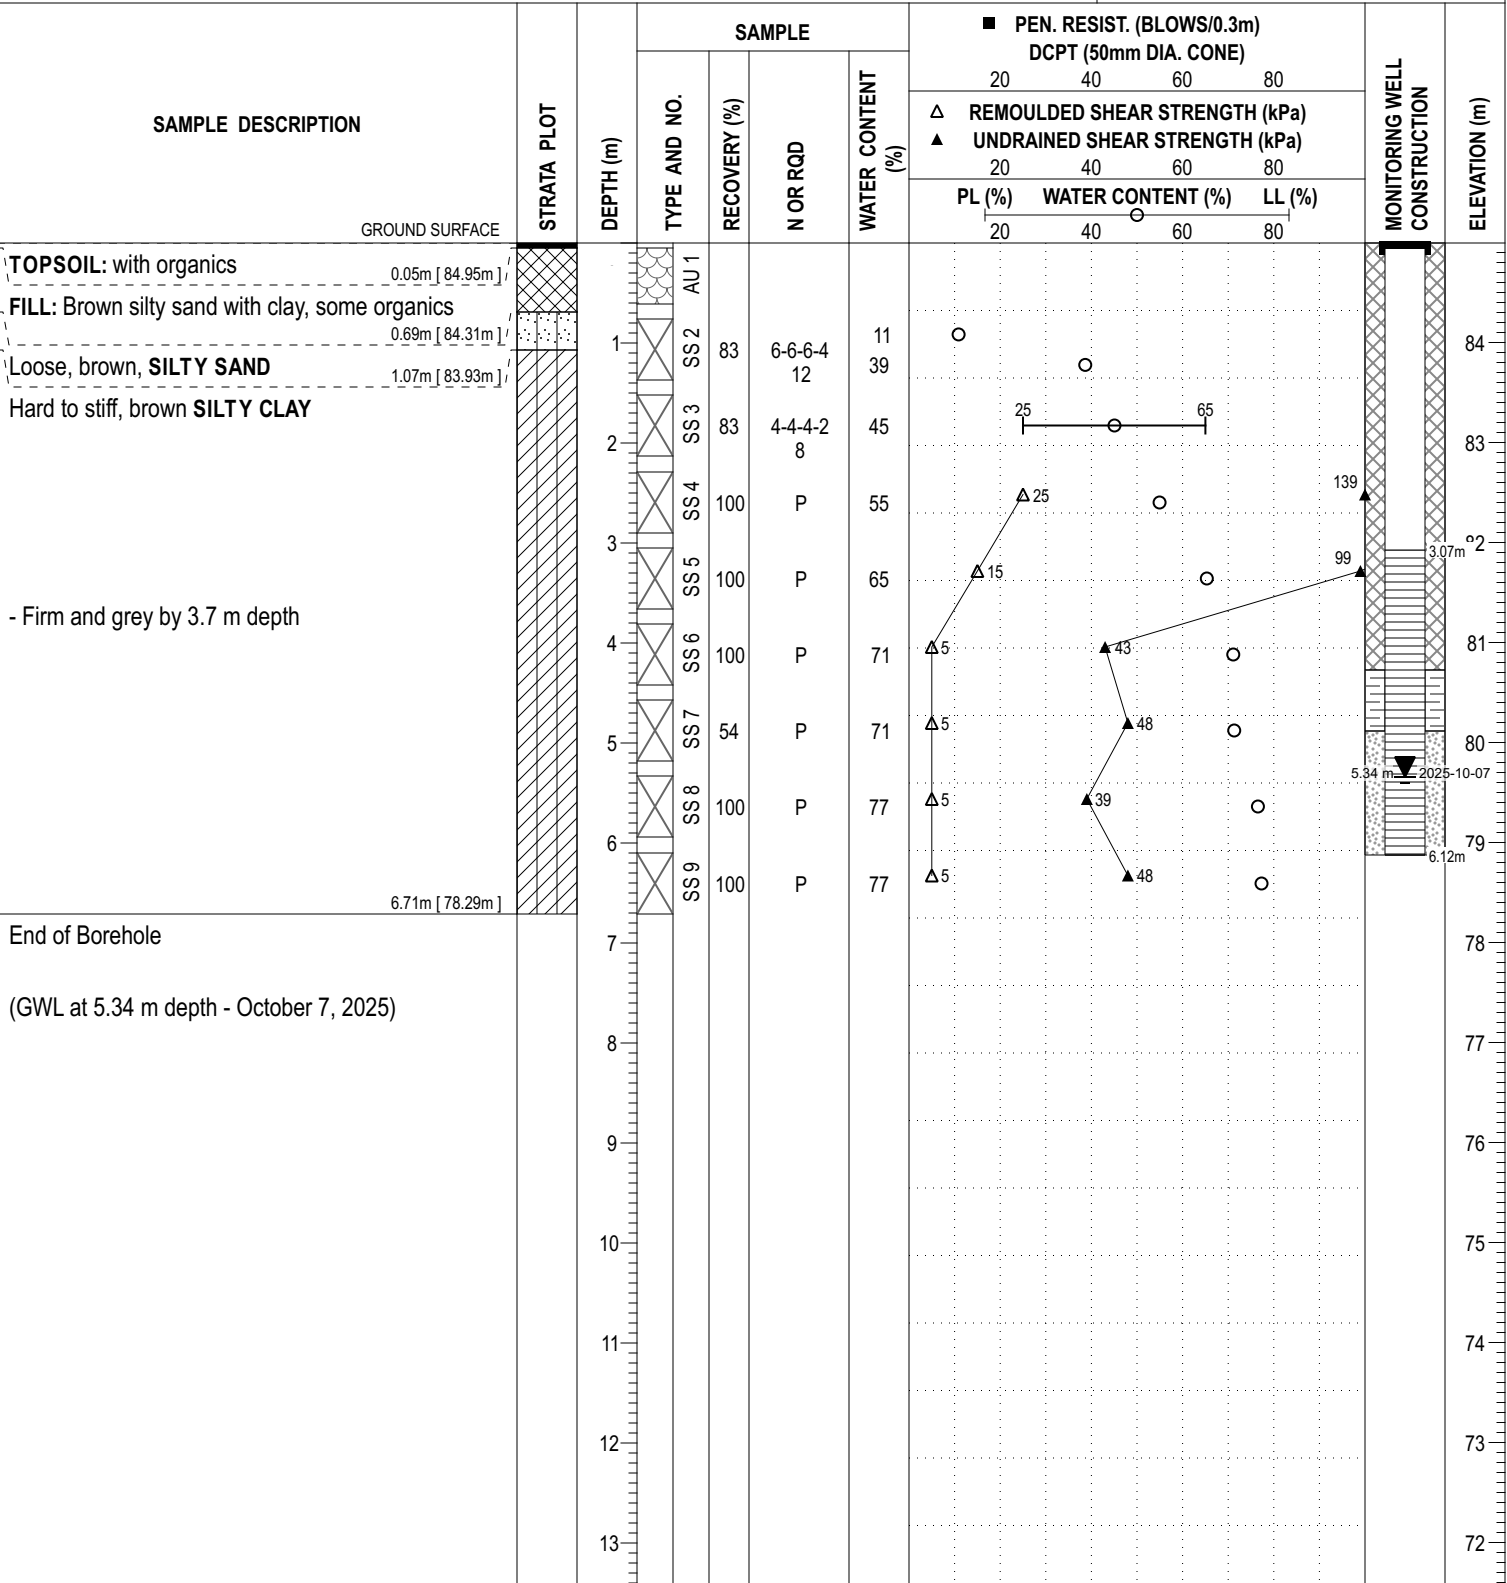 SAMPLE DESCRIPTION
GROUND SURFACE
STRATA PLOT
DEPTH (m)
SAMPLE
TYPE AND NO.
RECOVERY (%)
N OR RQD
WATER CONTENT
(%)
■ PEN. RESIST. (BLOWS/0.3m)
DCPT (50mm DIA. CONE)
20 40 60 80
△ REMOULDED SHEAR STRENGTH (kPa)
▲ UNDRAINED SHEAR STRENGTH (kPa)
20 40 60 80
PL (%) WATER CONTENT (%) LL (%)
20 40 60 80
MONITORING WELL
CONSTRUCTION
ELEVATION (m)
TOPSOIL: with organics
0.05m [ 84.95m ]
FILL: Brown silty sand with clay, some organics
0.69m [ 84.31m ]
Loose, brown, SILTY SAND
1.07m [ 83.93m ]
Hard to stiff, brown SILTY CLAY
- Firm and grey by 3.7 m depth
6.71m [ 78.29m ]
End of Borehole
(GWL at 5.34 m depth - October 7, 2025)
1
2
3
4
5
6
7
8
9
10
11
12
13
AU 1
SS 2 83 6-6-6-4 11
12 39
SS 3 83 4-4-4-2 45
8
SS 4 100 P 55
SS 5 100 P 65
SS 6 100 P 71
SS 7 54 P 71
SS 8 100 P 77
SS 9 100 P 77
25 65
25 139
15 99
5 43
5 48
5 39
5 48
3.07m
5.34 m 2025-10-07
6.12m
84
83
81
80
79
78
77
76
75
74
73
72